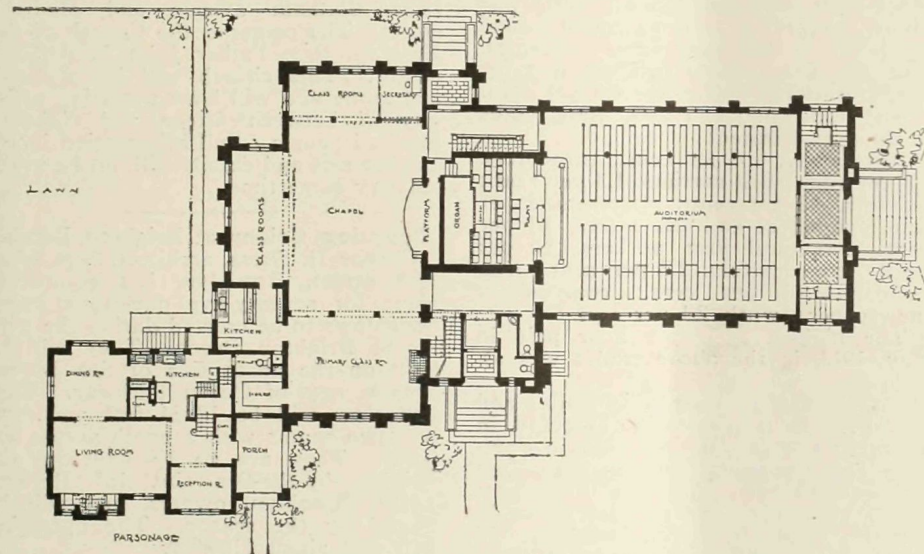 CLASS ROOMS
SECRETARY
LAWN
CLASS ROOMS
CHAPEL
PLATFORM
ORGAN
PULPIT
AUDITORIUM
KITCHEN
PRIMARY CLASS RM
DINING RM
KITCHEN
LIVING ROOM
PORCH
RECEPTION R.
PARSONAGE